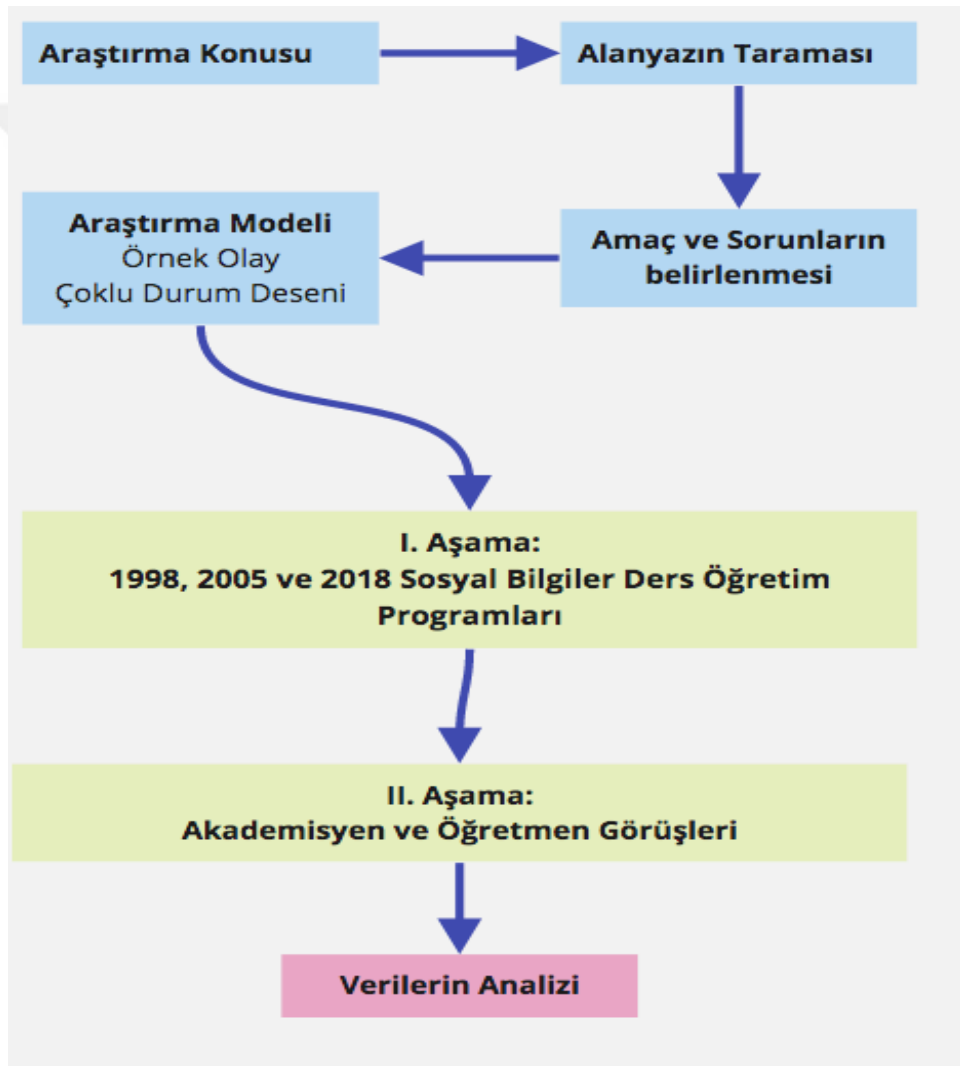 Araştırma Konusu
Alanyazın Taraması
Amaç ve Sorunların
belirlenmesi
Araştırma Modeli
Örnek Olay
Çoklu Durum Deseni
I. Aşama:
1998, 2005 ve 2018 Sosyal Bilgiler Ders Öğretim
Programları
II. Aşama:
Akademisyen ve Öğretmen Görüşleri
Verilerin Analizi